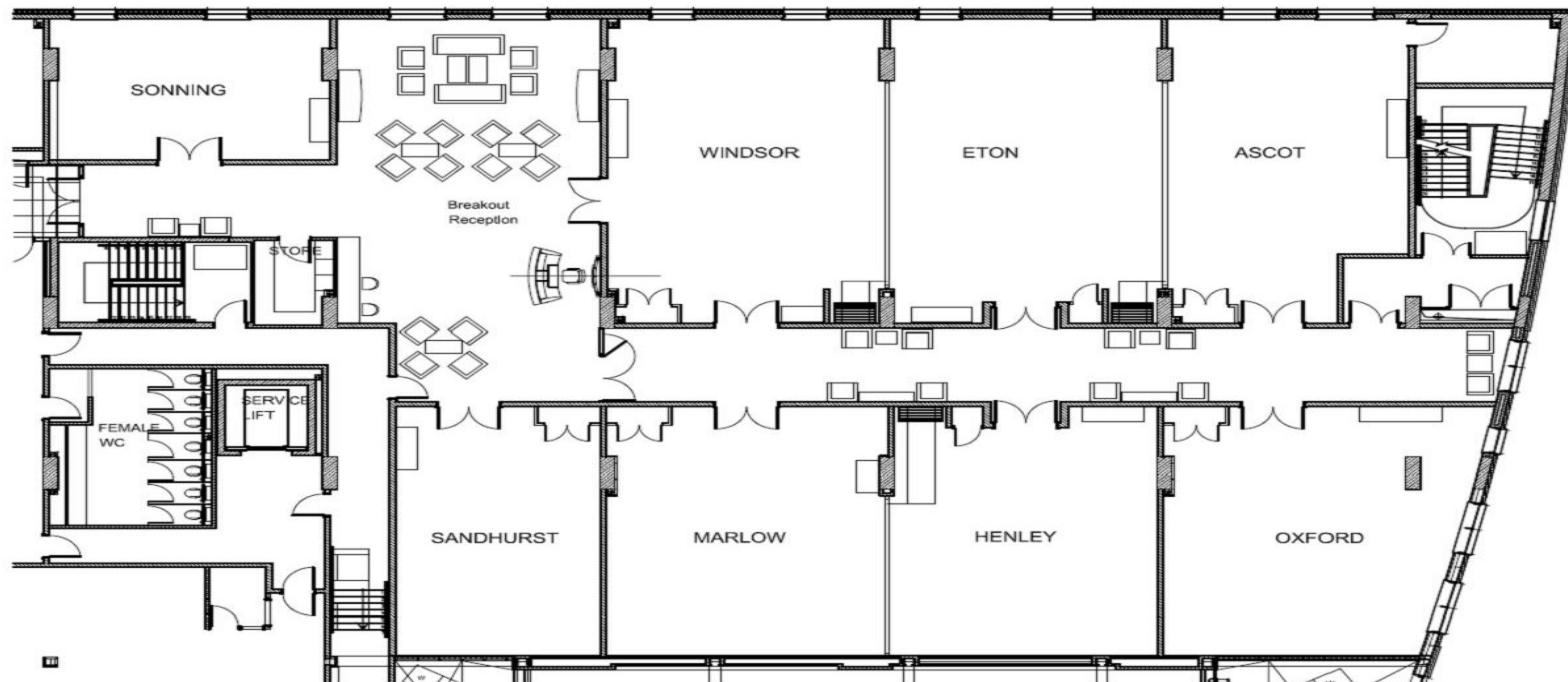 SONNING
WINDSOR
ETON
ASCOT
Breakout
Reception
STORE
SERVICE
LIFT
FEMALE
WC
SANDHURST
MARLOW
HENLEY
OXFORD